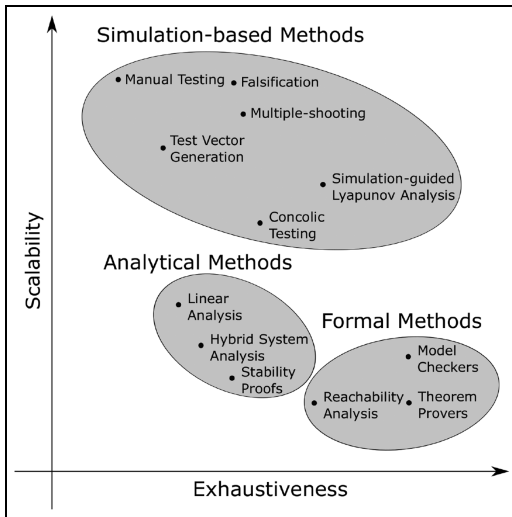 Simulation-based Methods
Manual Testing
Falsification
Multiple-shooting
Test Vector
Generation
Simulation-guided
Lyapunov Analysis
Concolic
Testing
Analytical Methods
Linear
Analysis
Hybrid System
Analysis
Stability
Proofs
Formal Methods
Model
Checkers
Reachability
Analysis
Theorem
Provers
Scalability
Exhaustiveness